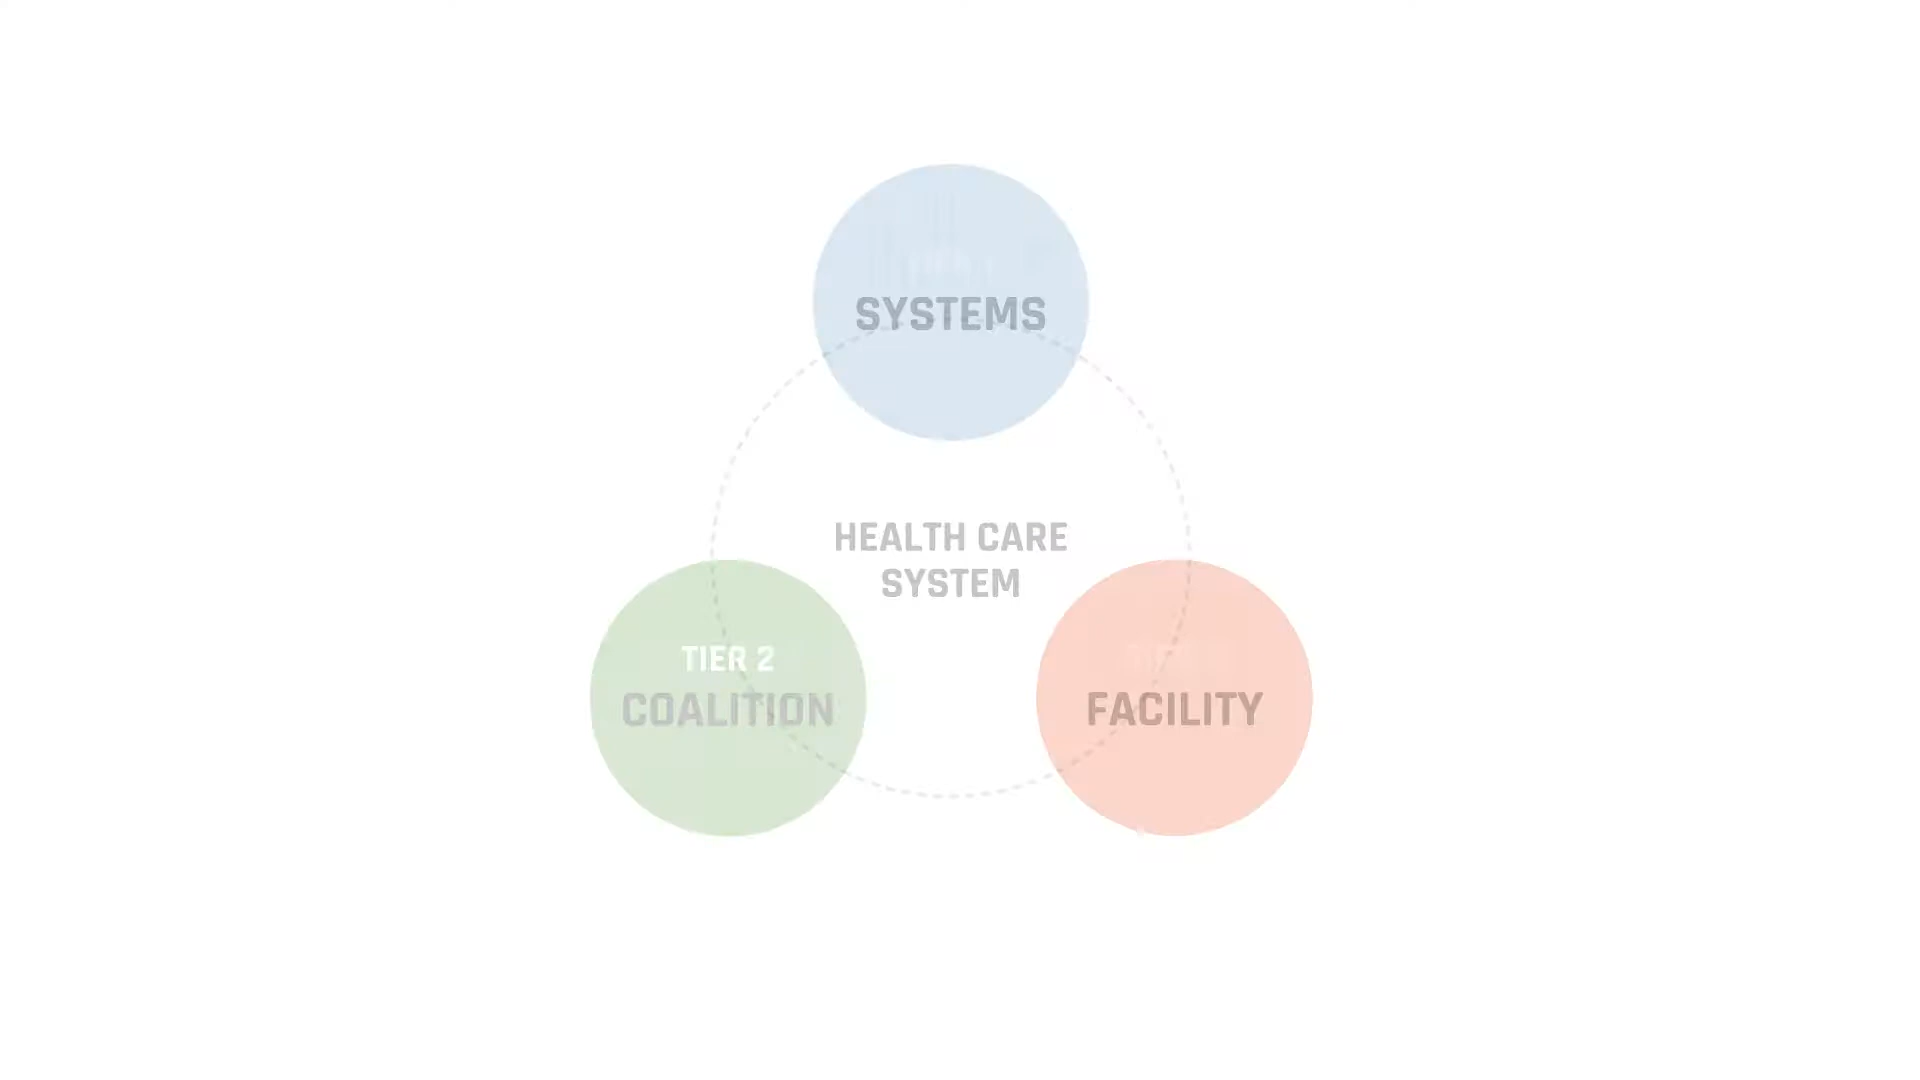 SYSTEMS
HEALTH CARE
SYSTEM
TIER 2
COALITION
FACILITY